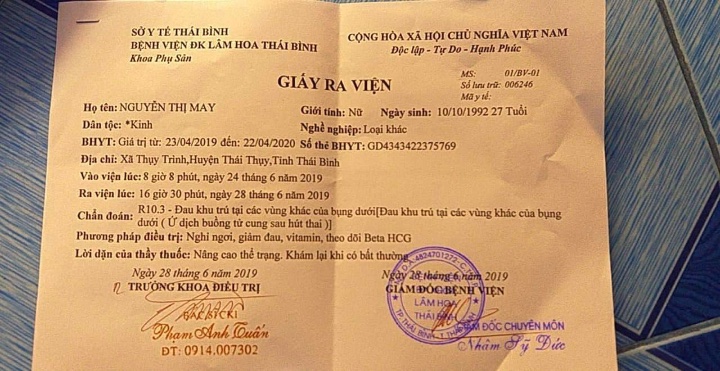 SỞ Y TẾ THÁI BÌNH
BỆNH VIỆN ĐK LÂM HOA THÁI BÌNH
Khoa Phụ Sản
CỘNG HÒA XÃ HỘI CHỦ NGHĨA VIỆT NAM
Độc lập - Tự Do - Hạnh Phúc
GIẤY RA VIỆN
MS: 01/BV-01
Số lưu trữ: 006246
Mã y tế:
Họ tên: NGUYỄN THỊ MAY Giới tính: Nữ Ngày sinh: 10/10/1992 27 Tuổi
Dân tộc: *Kinh Nghề nghiệp: Loại khác
BHYT: Giá trị từ: 23/04/2019 đến: 22/04/2020 Số thẻ BHYT: GD4343422375769
Địa chỉ: Xã Thụy Trình,Huyện Thái Thụy,Tỉnh Thái Bình
Vào viện lúc: 8 giờ 8 phút, ngày 24 tháng 6 năm 2019
Ra viện lúc: 16 giờ 30 phút, ngày 28 tháng 6 năm 2019
Chẩn đoán: R10.3 - Đau khu trú tại các vùng khác của bụng dưới[Đau khu trú tại các vùng khác của bụng
dưới ( Ứ dịch buồng tử cung sau hút thai )]
Phương pháp điều trị: Nghỉ ngơi, giảm đau, vitamin, theo dõi Beta HCG
Lời dặn của thầy thuốc: Nâng cao thể trạng. Khám lại khi có bất thường
Ngày 28 tháng 6 năm 2019
TRƯỞNG KHOA ĐIỀU TRỊ
BÁC SỸ CKI
Phạm Anh Tuấn
ĐT: 0914.007302
Ngày 28 tháng 6 năm 2019
GIÁM ĐỐC BỆNH VIỆN
4624701272
LÂM HOA
THÁI BÌNH
TP. THÁI BÌNH - T. THÁI BÌNH
GIÁM ĐỐC CHUYÊN MÔN
Nhâm Sỹ Đức